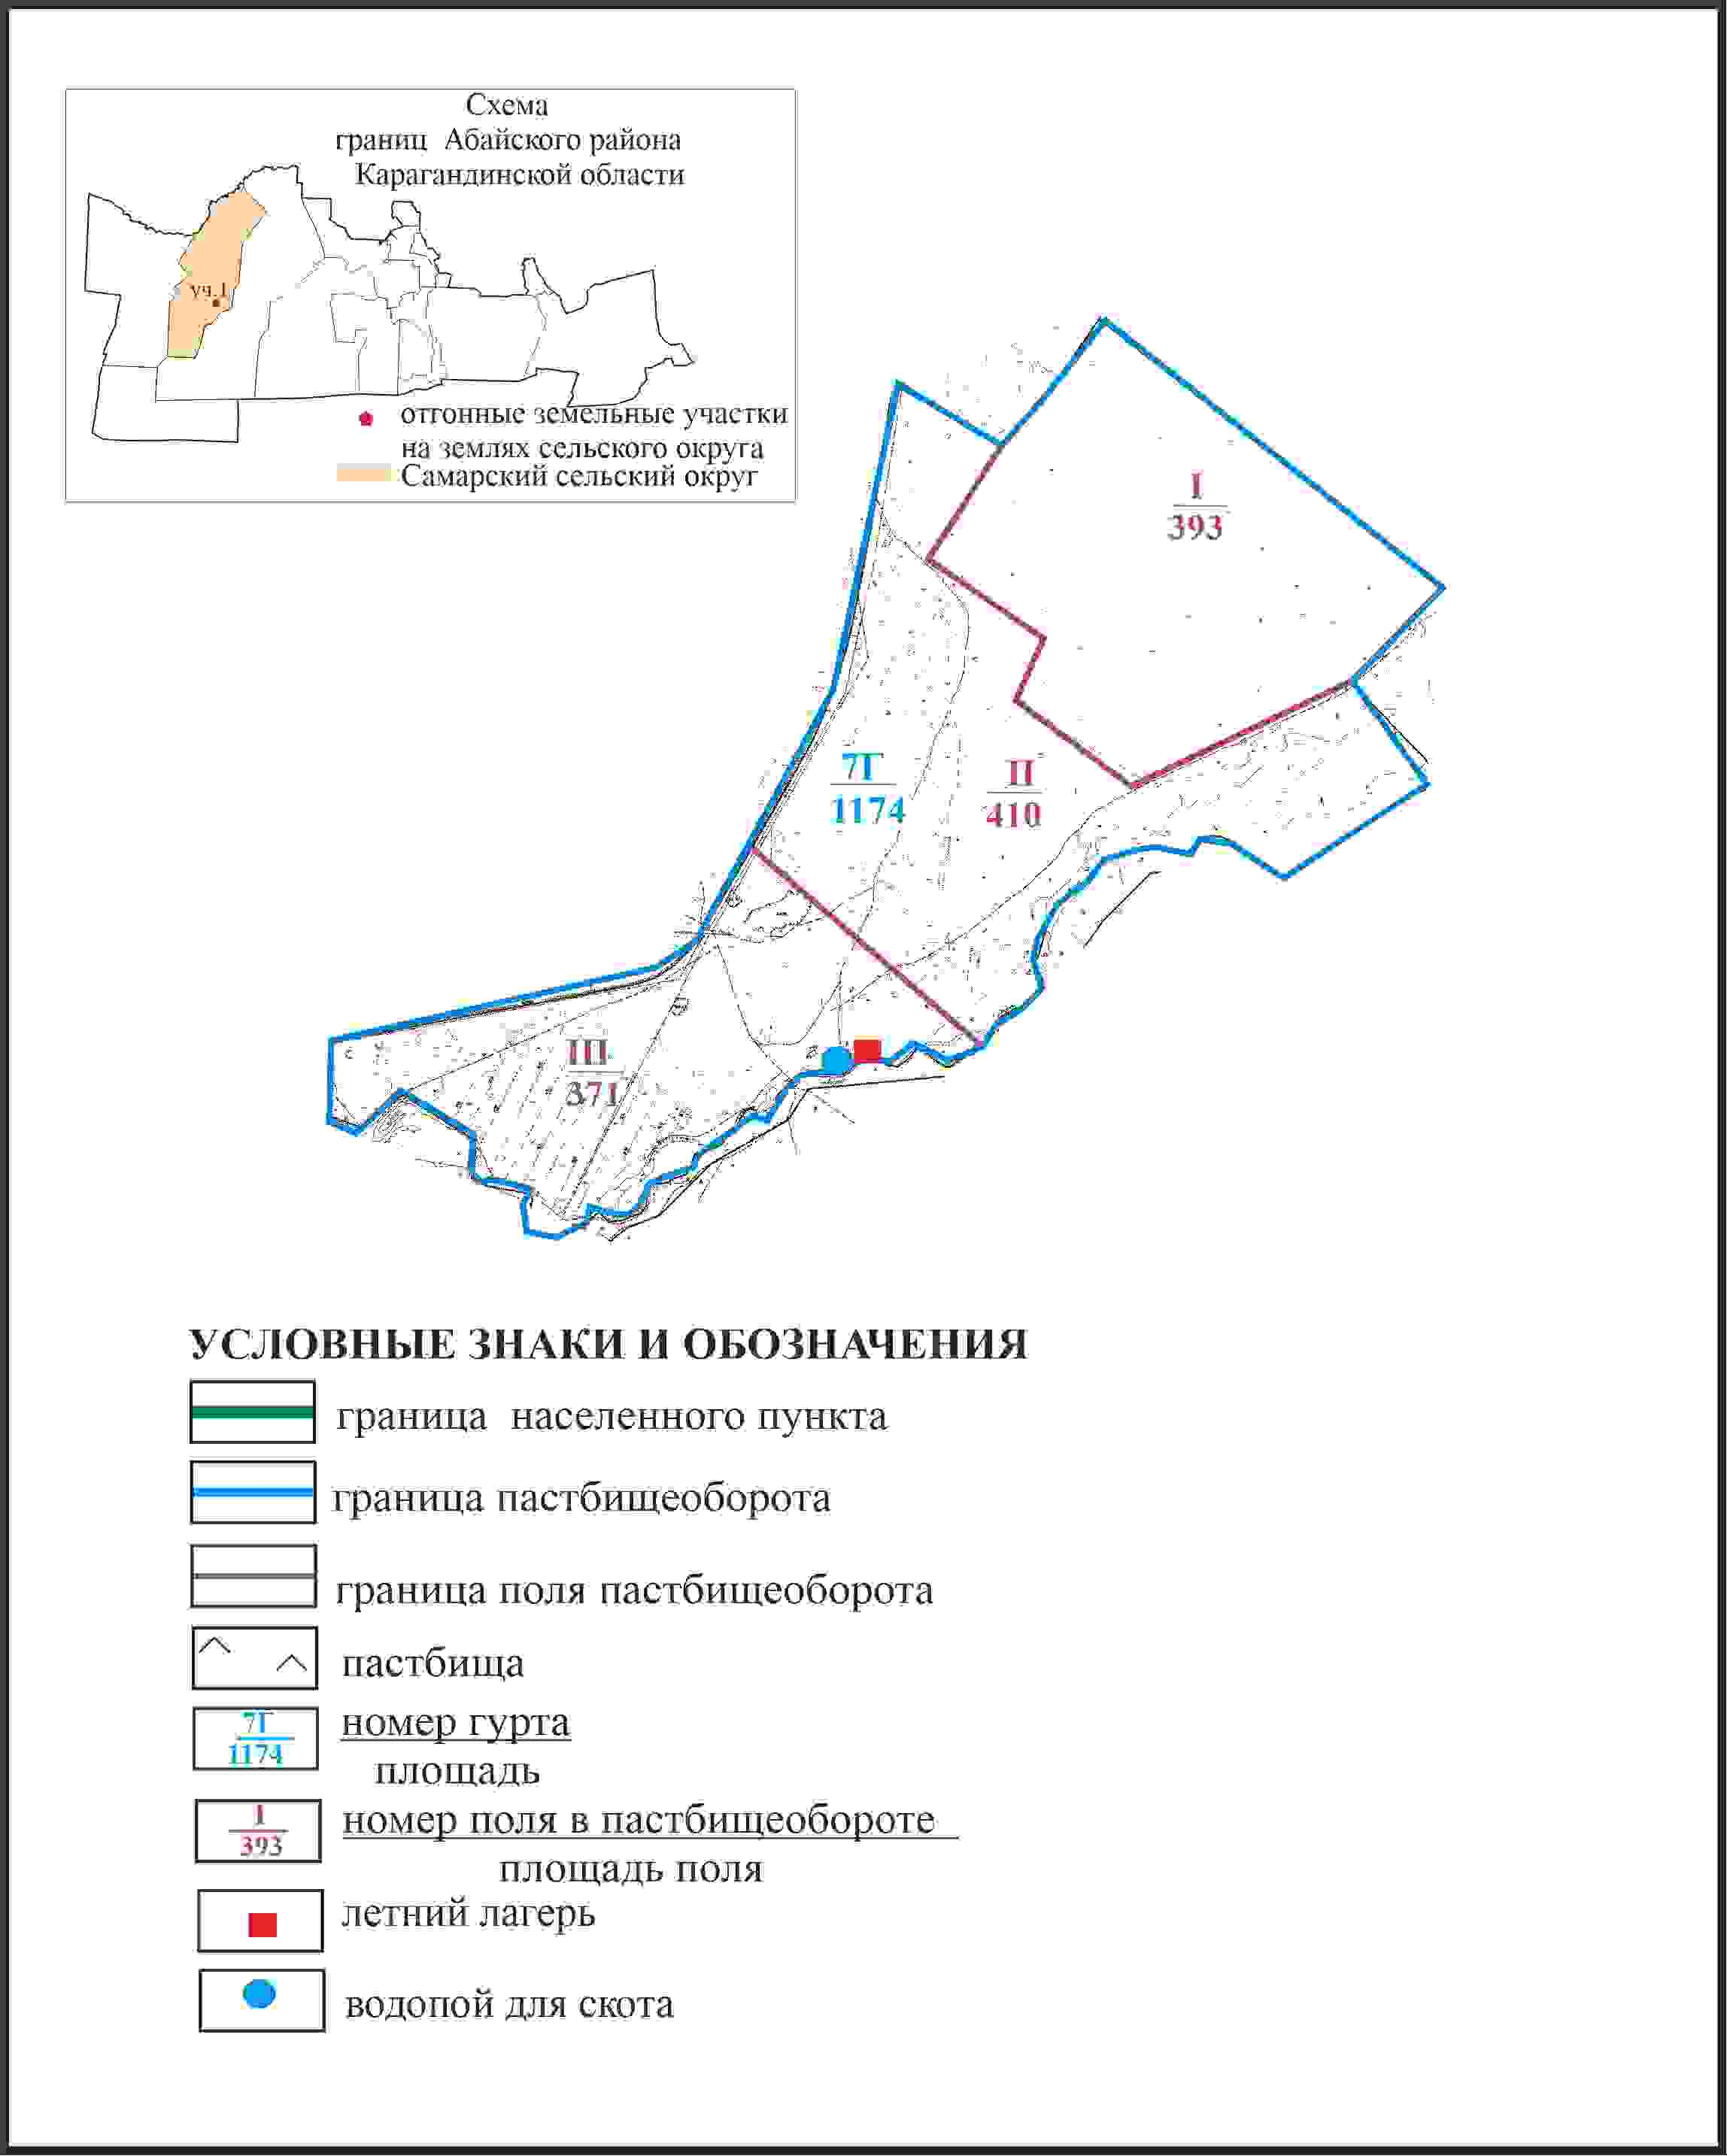 Схема
границ Абайского района
Карагандинской области
уч.1
отгонные земельные участки
на землях сельского округа
Самарский сельский округ
I
393
7Г
1174
II
410
III
371
УСЛОВНЫЕ ЗНАКИ И ОБОЗНАЧЕНИЯ
граница населенного пункта
граница пастбищеоборота
граница поля пастбищеоборота
пастбища
7Г
1174
номер гурта
площадь
I
393
номер поля в пастбищеобороте
площадь поля
летний лагерь
водопой для скота